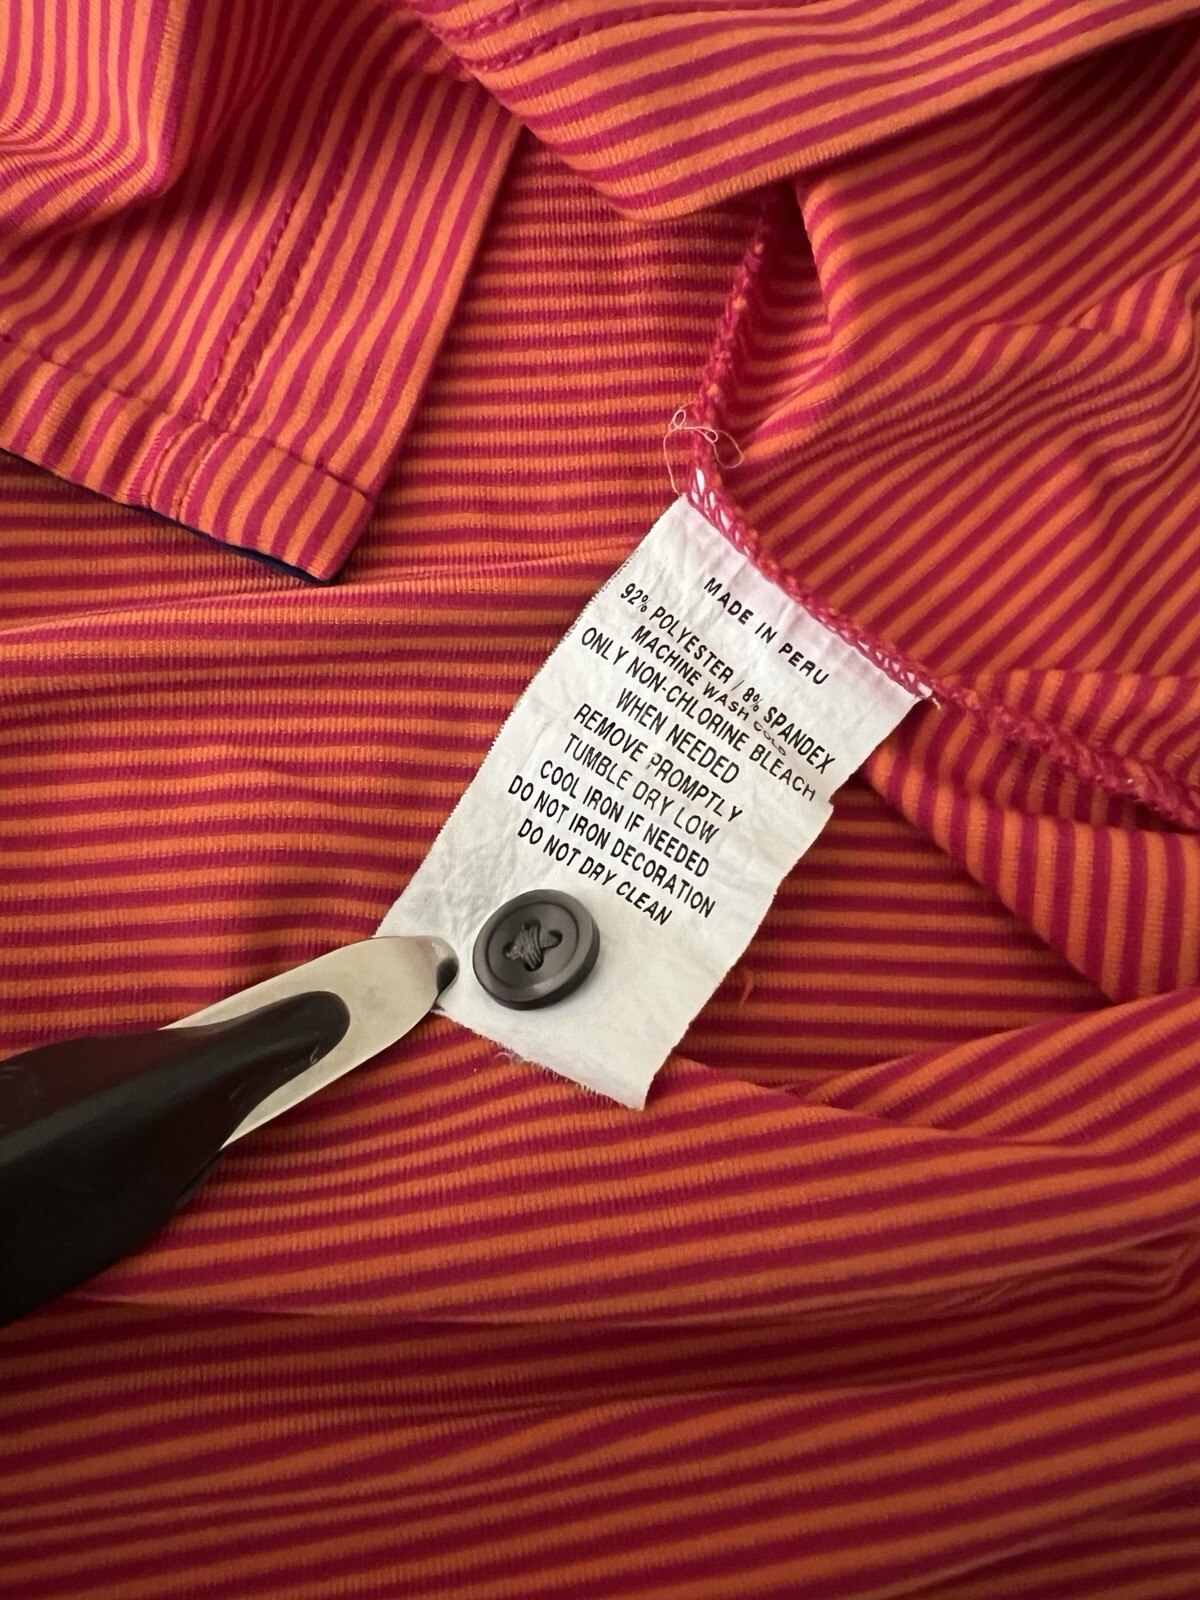 MADE IN PERU
92% POLYESTER / 8% SPANDEX
MACHINE WASH COLD
ONLY NON-CHLORINE BLEACH
WHEN NEEDED
REMOVE PROMPTLY
TUMBLE DRY LOW
COOL IRON IF NEEDED
DO NOT IRON DECORATION
DO NOT DRY CLEAN